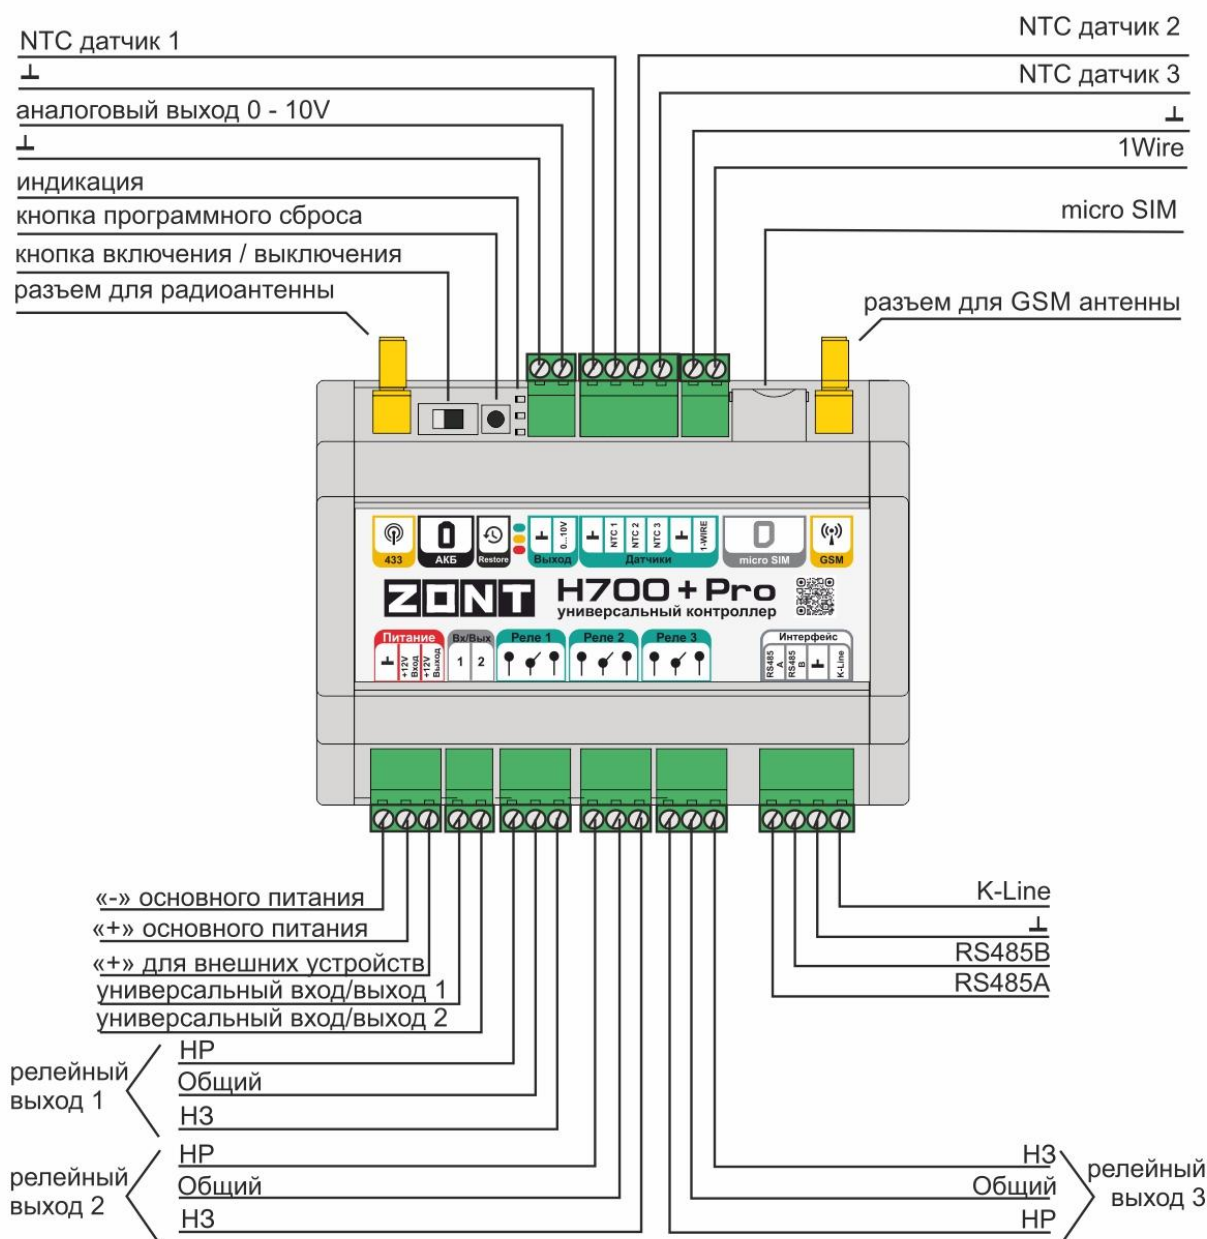 NTC датчик 1
аналоговый выход 0 - 10V
индикация
кнопка программного сброса
кнопка включения / выключения
разъем для радиоантенны
NTC датчик 2
NTC датчик 3
1Wire
micro SIM
разъем для GSM антенны
433
АКБ
Restore
0...10V
Выход
NTC 1
NTC 2
NTC 3
1-WIRE
Датчики
micro SIM
GSM
ZONT H700+Pro
универсальный контроллер
Питание
+12V
Вход
+12V
Выход
Вх/Вых
1 2
Реле 1
Реле 2
Реле 3
Интерфейс
RS485
A
RS485
B
K-Line
«-» основного питания
«+» основного питания
«+» для внешних устройств
универсальный вход/выход 1
универсальный вход/выход 2
релейный
выход 1
НР
Общий
НЗ
релейный
выход 2
НР
Общий
НЗ
K-Line
RS485B
RS485A
НЗ
Общий
НР
релейный
выход 3